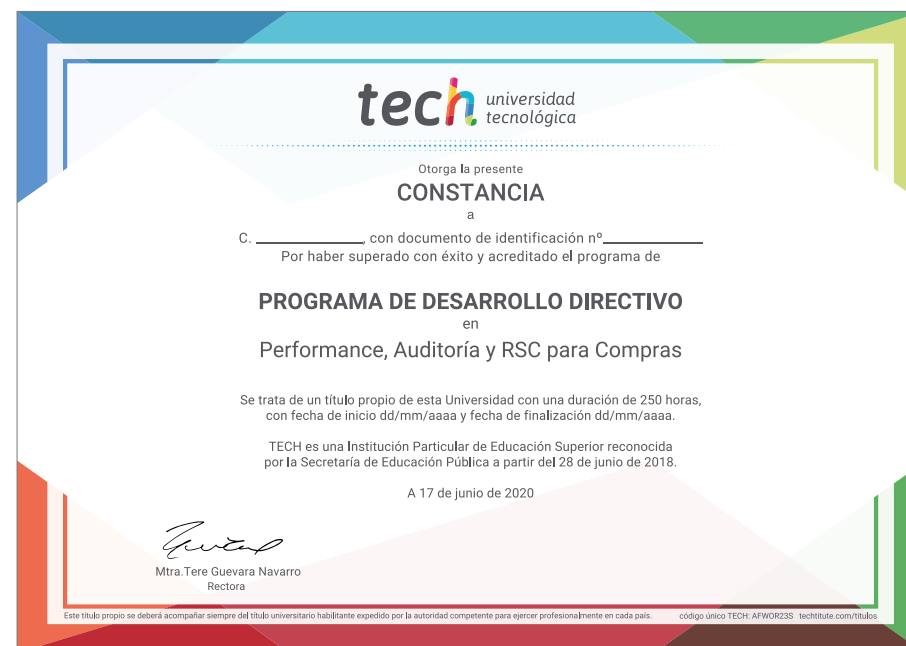 tech universidad
tecnológica
Otorga la presente
CONSTANCIA
a
C. ______________, con documento de identificación nº_____________
Por haber superado con éxito y acreditado el programa de
PROGRAMA DE DESARROLLO DIRECTIVO
en
Performance, Auditoría y RSC para Compras
Se trata de un título propio de esta Universidad con una duración de 250 horas,
con fecha de inicio dd/mm/aaaa y fecha de finalización dd/mm/aaaa.
TECH es una Institución Particular de Educación Superior reconocida
por la Secretaría de Educación Pública a partir del 28 de junio de 2018.
A 17 de junio de 2020
Mtra.Tere Guevara Navarro
Rectora
Este título propio se deberá acompañar siempre del título universitario habilitante expedido por la autoridad competente para ejercer profesionalmente en cada país. código único TECH: AFWOR23S techtitute.com/títulos